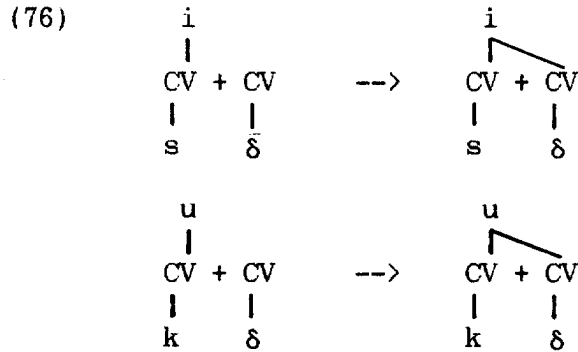 (76) i i
CV + CV --> CV + CV
s δ s δ
u u
CV + CV --> CV + CV
k δ k δ